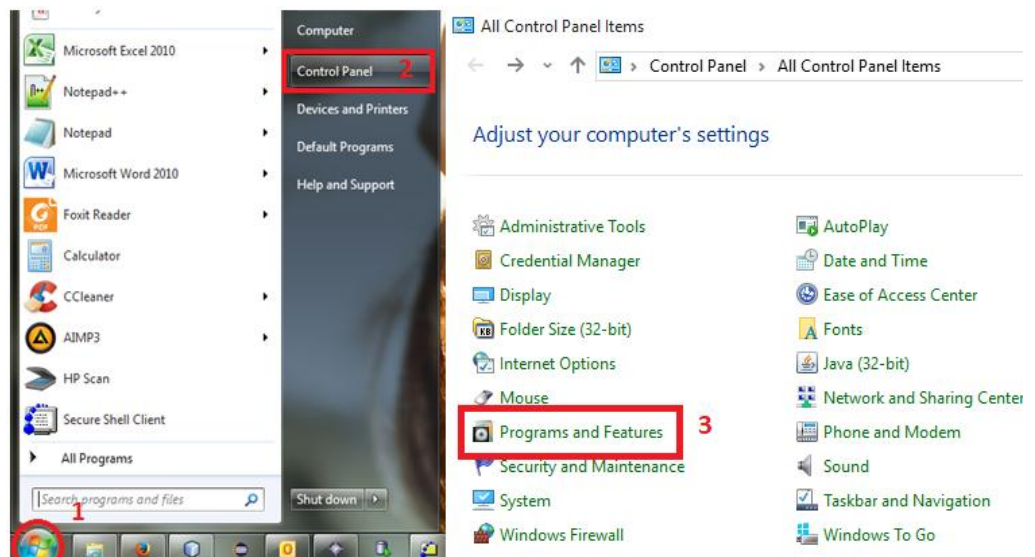 Microsoft Excel 2010
Notepad++
Notepad
Microsoft Word 2010
Foxit Reader
Calculator
CCleaner
AIMP3
HP Scan
Secure Shell Client
All Programs
Search programs and files
1
Computer
Control Panel 2
Devices and Printers
Default Programs
Help and Support
Shut down
All Control Panel Items
Control Panel > All Control Panel Items
Adjust your computer's settings
Administrative Tools
Credential Manager
Display
Folder Size (32-bit)
Internet Options
Mouse
Programs and Features 3
Security and Maintenance
System
Windows Firewall
AutoPlay
Date and Time
Ease of Access Center
Fonts
Java (32-bit)
Network and Sharing Center
Phone and Modem
Sound
Taskbar and Navigation
Windows To Go